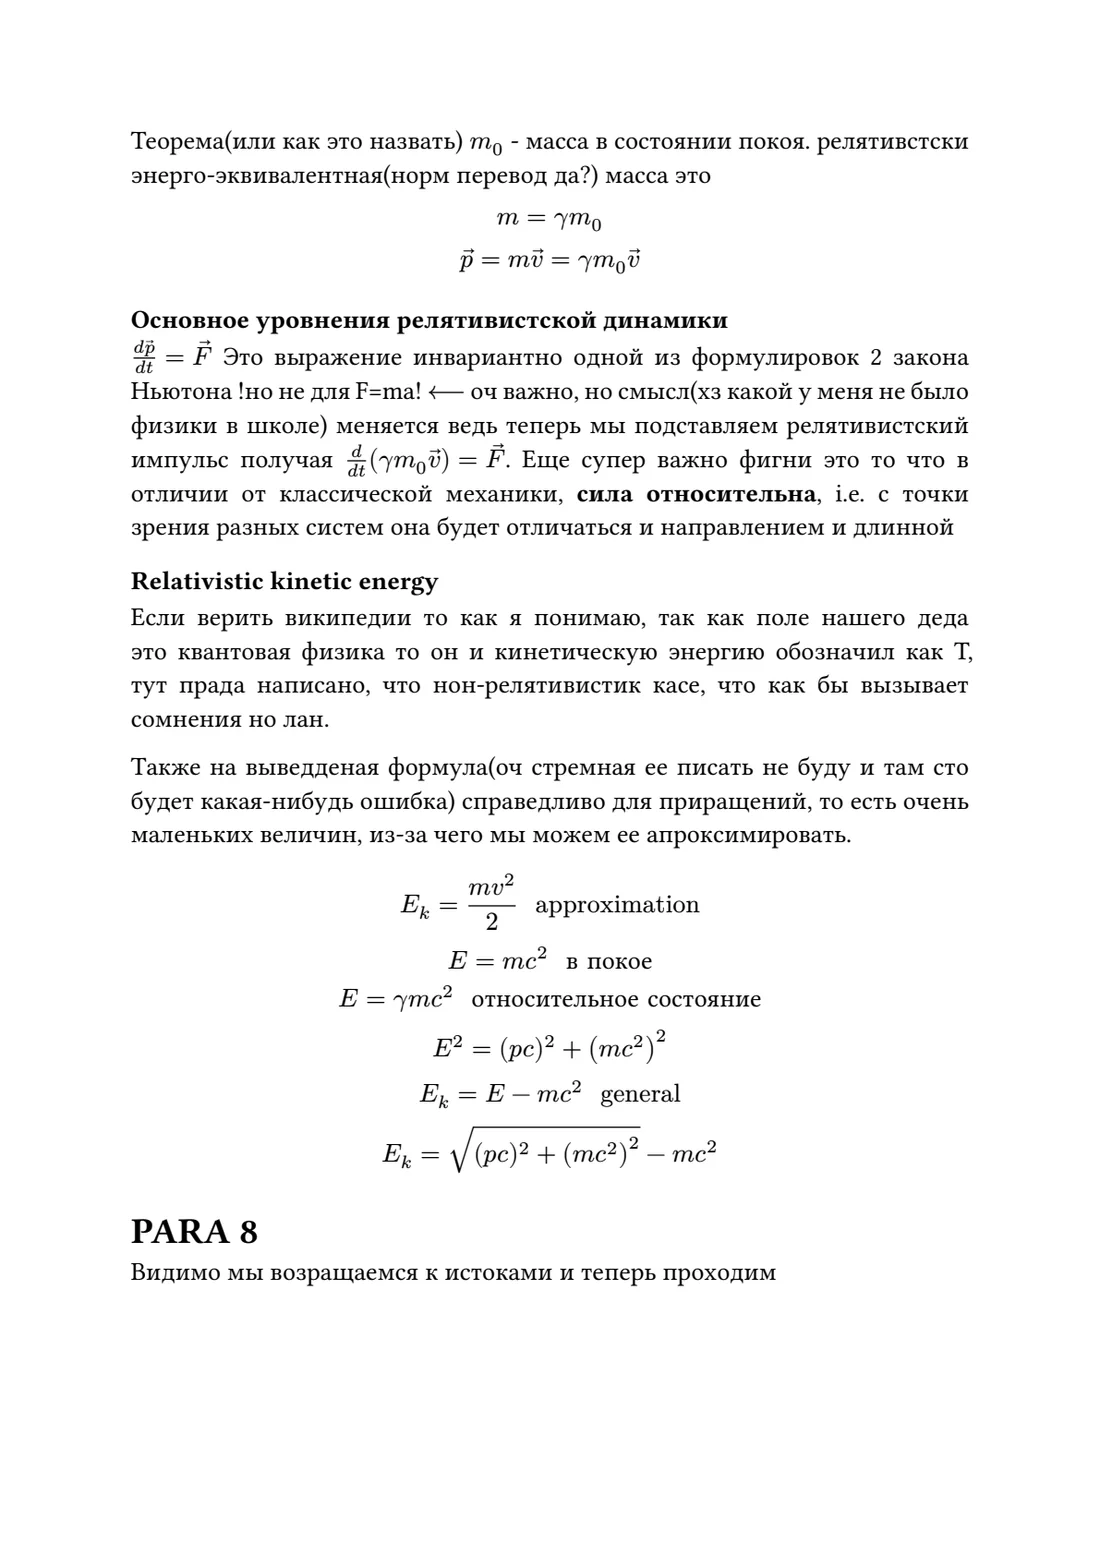 Теорема(или как это назвать) m₀ - масса в состоянии покоя. релятивстски
энерго-эквивалентная(норм перевод да?) масса это
m = γm₀
p⃗ = mv⃗ = γm₀v⃗
Основное уровнения релятивистской динамики
dp⃗/dt = F⃗ Это выражение инвариантно одной из формулировок 2 закона
Ньютона !но не для F=ma! ⟵ оч важно, но смысл(хз какой у меня не было
физики в школе) меняется ведь теперь мы подставляем релятивистский
импульс получая d/dt(γm₀v⃗) = F⃗. Еще супер важно фигни это то что в
отличии от классической механики, сила относительна, i.e. с точки
зрения разных систем она будет отличаться и направлением и длинной
Relativistic kinetic energy
Если верить википедии то как я понимаю, так как поле нашего деда
это квантовая физика то он и кинетическую энергию обозначил как T,
тут прада написано, что нон-релятивистик касе, что как бы вызывает
сомнения но лан.
Также на выведденая формула(оч стремная ее писать не буду и там сто
будет какая-нибудь ошибка) справедливо для приращений, то есть очень
маленьких величин, из-за чего мы можем ее апроксимировать.
Eₖ = mv²/2 approximation
E = mc² в покое
E = γmc² относительное состояние
E² = (pc)² + (mc²)²
Eₖ = E − mc² general
Eₖ = √((pc)² + (mc²)²) − mc²
PARA 8
Видимо мы возращаемся к истоками и теперь проходим